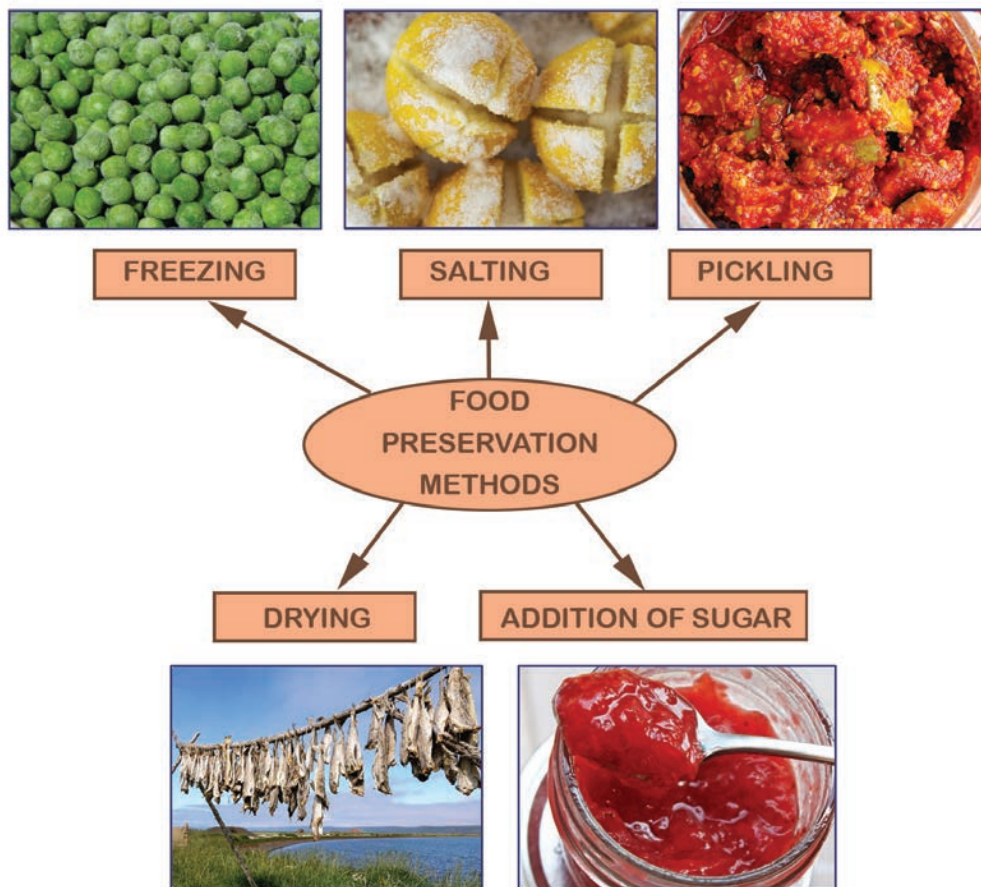 FREEZING
SALTING
PICKLING
FOOD
PRESERVATION
METHODS
DRYING
ADDITION OF SUGAR